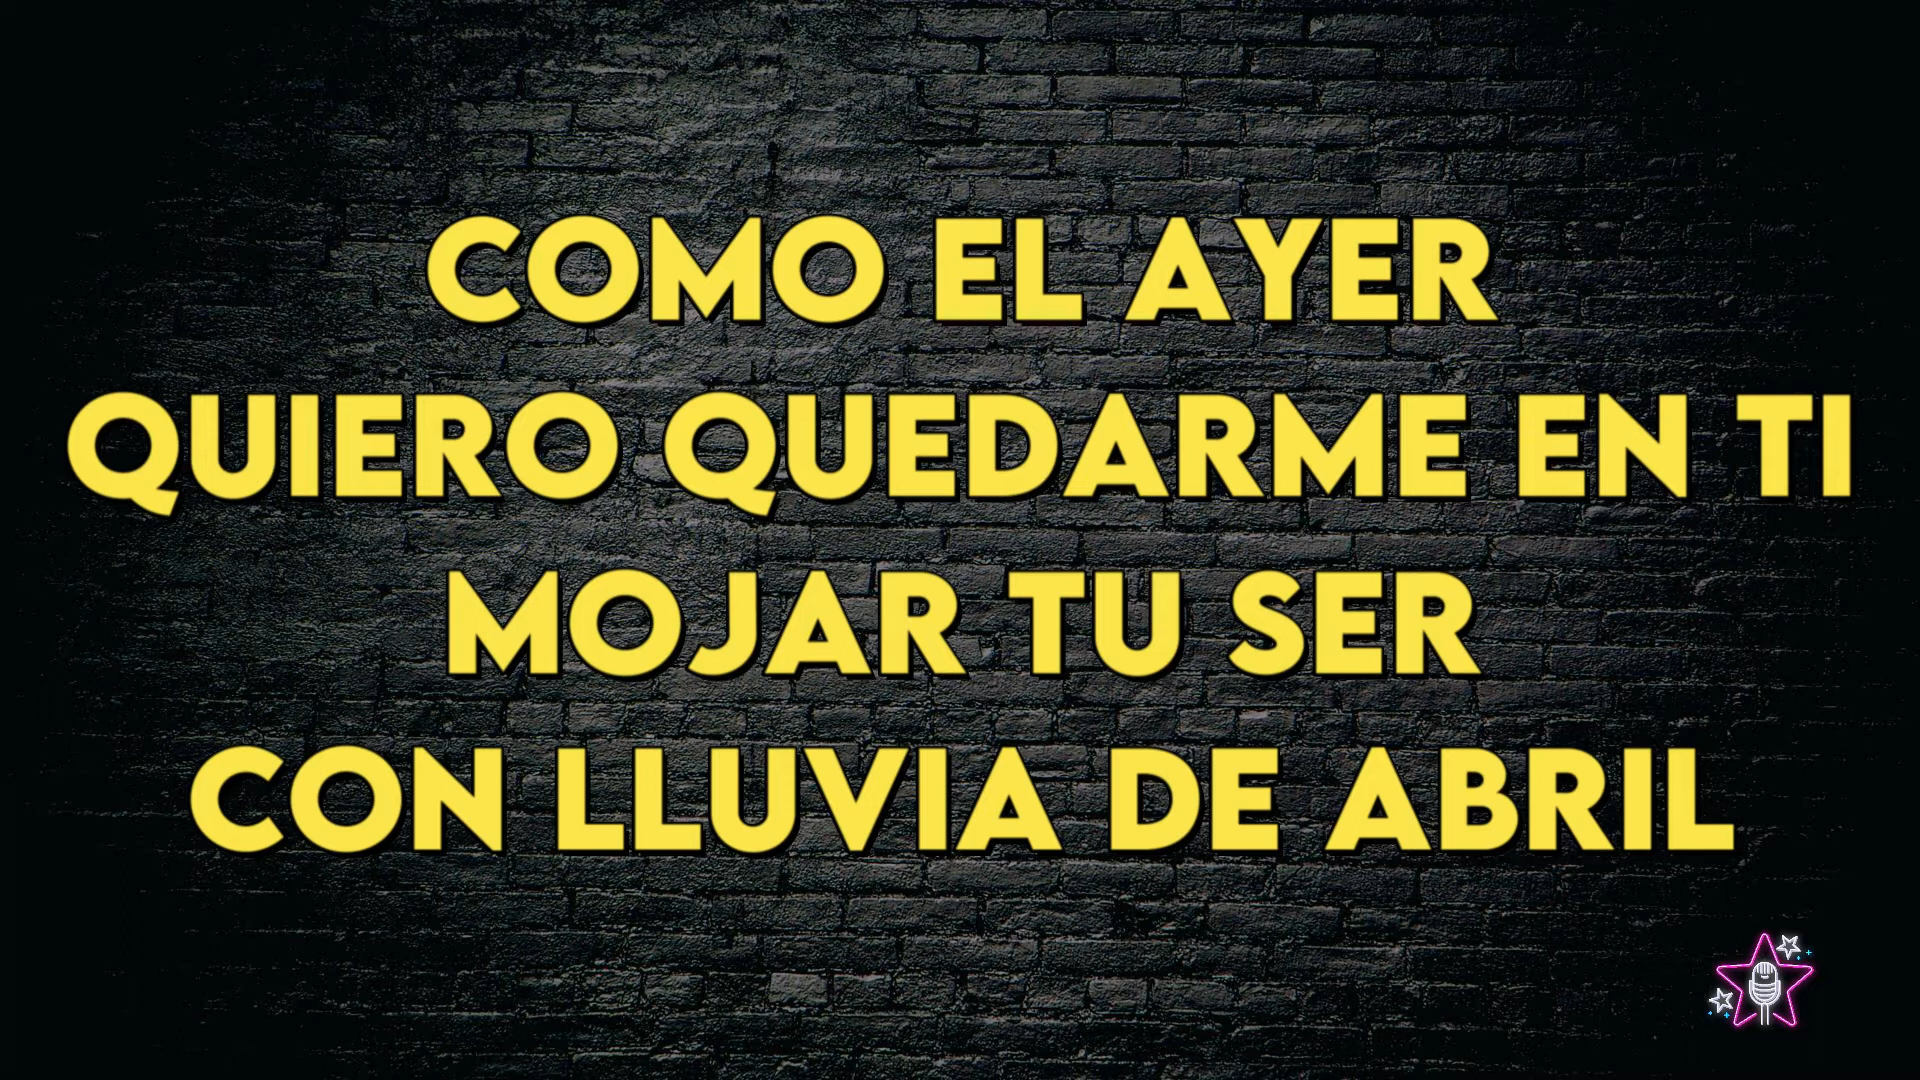 COMO EL AYER
QUIERO QUEDARME EN TI
MOJAR TU SER
CON LLUVIA DE ABRIL